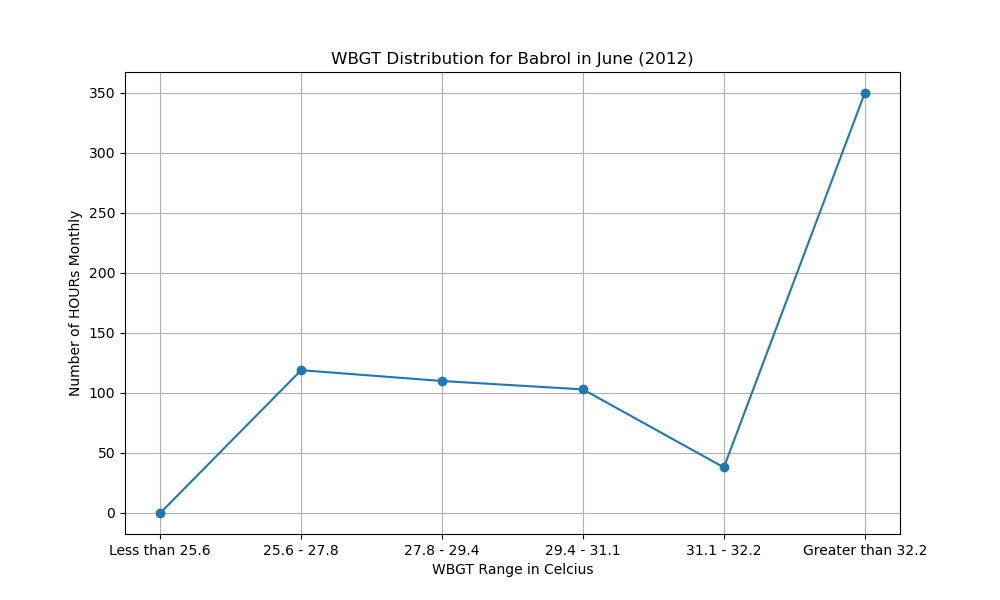 WBGT Distribution for Babrol in June (2012)
Number of HOURs Monthly
350
300
250
200
150
100
50
0
Less than 25.6
25.6 - 27.8
27.8 - 29.4
29.4 - 31.1
31.1 - 32.2
Greater than 32.2
WBGT Range in Celcius